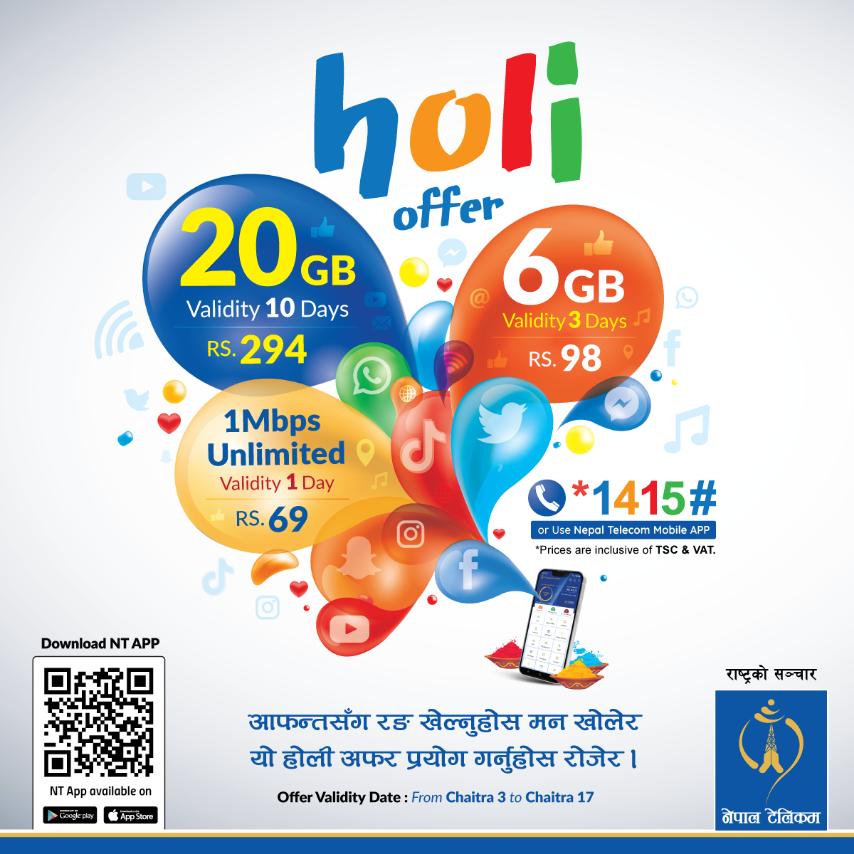 holi
offer
20GB
Validity 10 Days
RS. 294
6GB
Validity 3 Days
RS. 98
1Mbps
Unlimited
Validity 1 Day
RS. 69
*1415#
or Use Nepal Telecom Mobile APP
*Prices are inclusive of TSC & VAT.
Download NT APP
NT App available on
Google play
App Store
आफन्तसँग रङ खेल्नुहोस मन खोलेर
यो होली अफर प्रयोग गर्नुहोस रोजेर ।
Offer Validity Date : From Chaitra 3 to Chaitra 17
राष्ट्रको सञ्चार
नेपाल टेलिकम